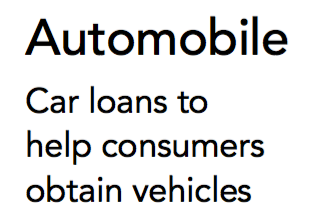 Automobile
Car loans to
help consumers
obtain vehicles